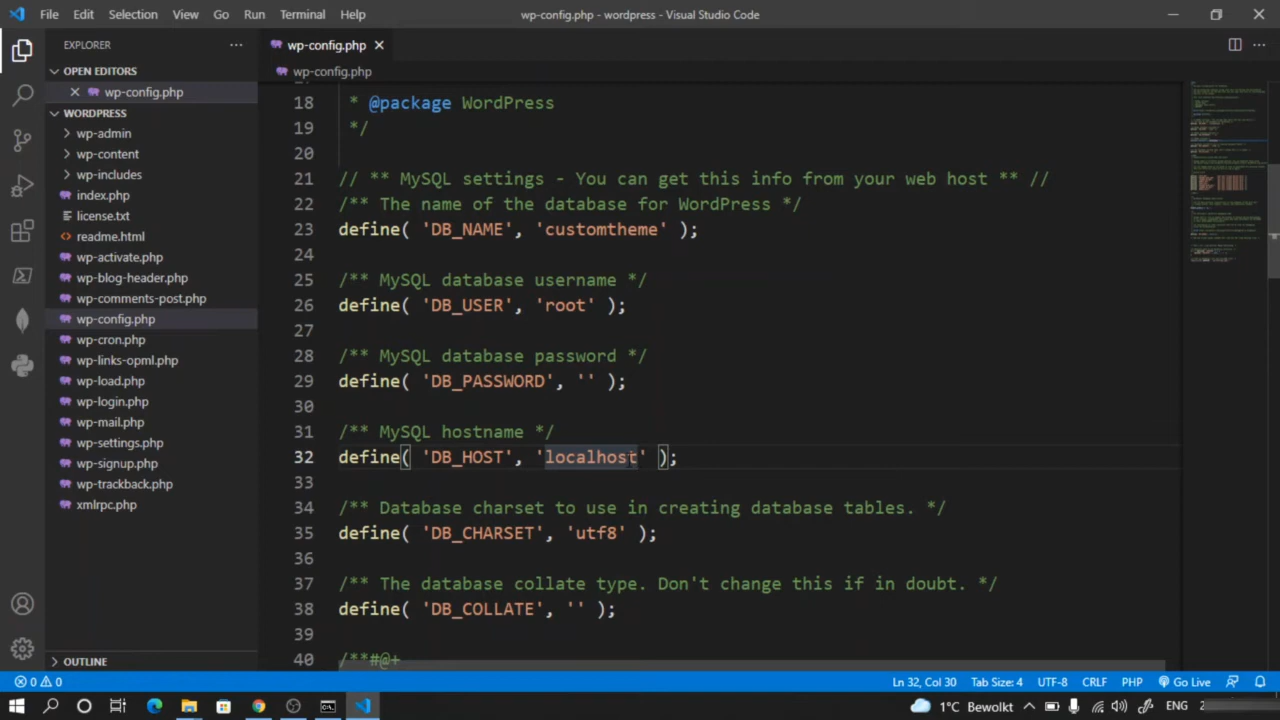 File Edit Selection View Go Run Terminal Help
wp-config.php - wordpress - Visual Studio Code
EXPLORER
OPEN EDITORS
wp-config.php
WORDPRESS
wp-admin
wp-content
wp-includes
index.php
license.txt
readme.html
wp-activate.php
wp-blog-header.php
wp-comments-post.php
wp-config.php
wp-cron.php
wp-links-opml.php
wp-load.php
wp-login.php
wp-mail.php
wp-settings.php
wp-signup.php
wp-trackback.php
xmlrpc.php
OUTLINE
wp-config.php
wp-config.php
18 * @package WordPress
19 */
20
21 // ** MySQL settings - You can get this info from your web host ** //
22 /** The name of the database for WordPress */
23 define( 'DB_NAME', 'customtheme' );
24
25 /** MySQL database username */
26 define( 'DB_USER', 'root' );
27
28 /** MySQL database password */
29 define( 'DB_PASSWORD', '' );
30
31 /** MySQL hostname */
32 define( 'DB_HOST', 'localhost' );
33
34 /** Database charset to use in creating database tables. */
35 define( 'DB_CHARSET', 'utf8' );
36
37 /** The database collate type. Don't change this if in doubt. */
38 define( 'DB_COLLATE', '' );
39
40 /**#@+
0 0 Ln 32, Col 30 Tab Size: 4 UTF-8 CRLF PHP Go Live
1°C Bewolkt ENG